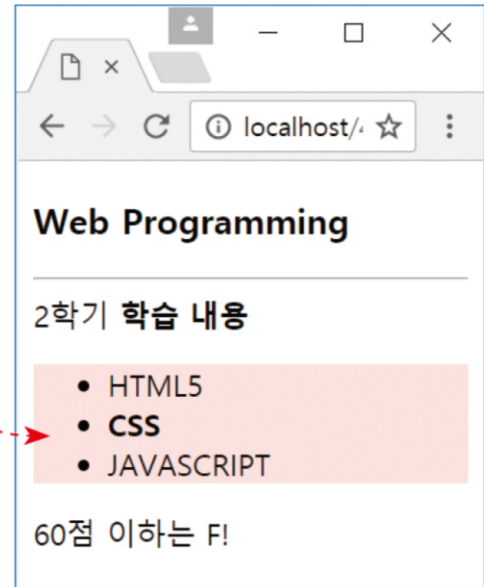 localhost/
Web Programming
2학기 학습 내용
• HTML5
• CSS
• JAVASCRIPT
60점 이하는 F!